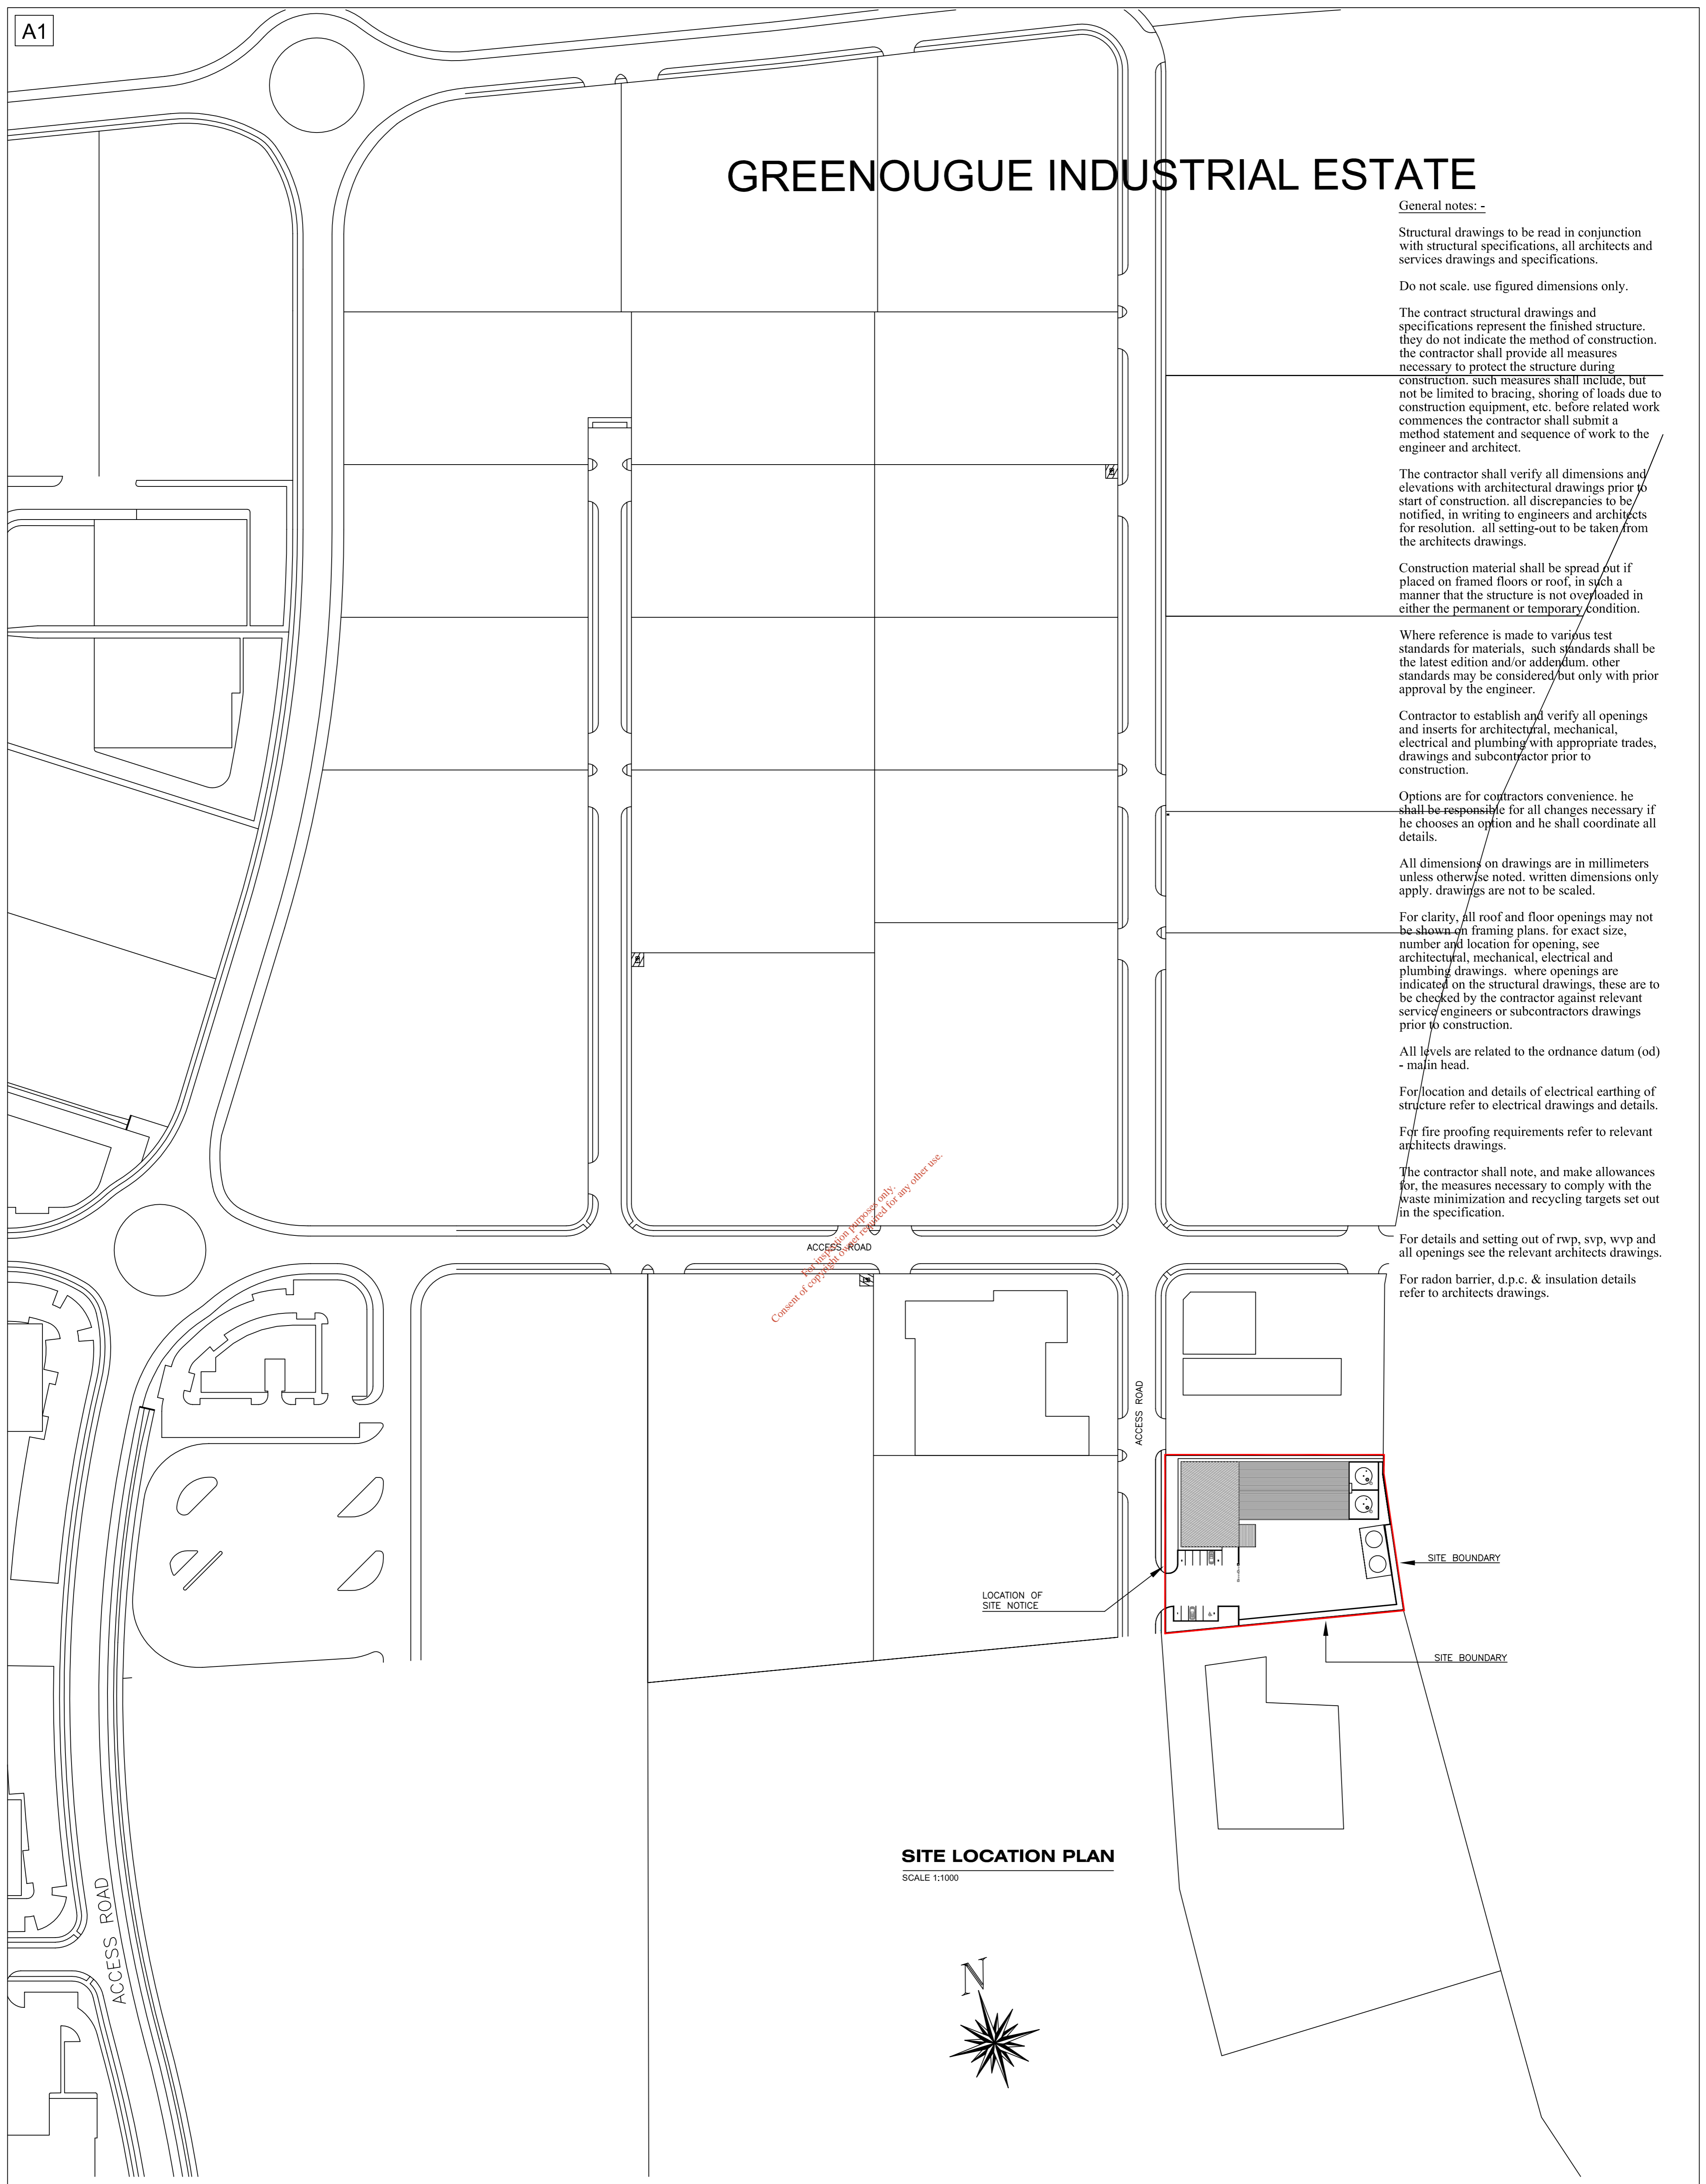 A1
GREENOUGUE INDUSTRIAL ESTATE
General notes: -
Structural drawings to be read in conjunction
with structural specifications, all architects and
services drawings and specifications.
Do not scale. use figured dimensions only.
The contract structural drawings and
specifications represent the finished structure.
they do not indicate the method of construction.
the contractor shall provide all measures
necessary to protect the structure during
construction. such measures shall include, but
not be limited to bracing, shoring of loads due to
construction equipment, etc. before related work
commences the contractor shall submit a
method statement and sequence of work to the
engineer and architect.
The contractor shall verify all dimensions and
elevations with architectural drawings prior to
start of construction. all discrepancies to be
notified, in writing to engineers and architects
for resolution. all setting-out to be taken from
the architects drawings.
Construction material shall be spread out if
placed on framed floors or roof, in such a
manner that the structure is not overloaded in
either the permanent or temporary condition.
Where reference is made to various test
standards for materials, such standards shall be
the latest edition and/or addendum. other
standards may be considered but only with prior
approval by the engineer.
Contractor to establish and verify all openings
and inserts for architectural, mechanical,
electrical and plumbing with appropriate trades,
drawings and subcontractor prior to
construction.
Options are for contractors convenience. he
shall be responsible for all changes necessary if
he chooses an option and he shall coordinate all
details.
All dimensions on drawings are in millimeters
unless otherwise noted. written dimensions only
apply. drawings are not to be scaled.
For clarity, all roof and floor openings may not
be shown on framing plans. for exact size,
number and location for opening, see
architectural, mechanical, electrical and
plumbing drawings. where openings are
indicated on the structural drawings, these are to
be checked by the contractor against relevant
service engineers or subcontractors drawings
prior to construction.
All levels are related to the ordnance datum (od)
- malin head.
For location and details of electrical earthing of
structure refer to electrical drawings and details.
For fire proofing requirements refer to relevant
architects drawings.
The contractor shall note, and make allowances
for, the measures necessary to comply with the
waste minimization and recycling targets set out
in the specification.
For details and setting out of rwp, svp, wvp and
all openings see the relevant architects drawings.
For radon barrier, d.p.c. & insulation details
refer to architects drawings.
For inspection purposes only.
Consent of copyright owner required for any other use.
ACCESS ROAD
ACCESS ROAD
SITE BOUNDARY
LOCATION OF
SITE NOTICE
SITE BOUNDARY
SITE LOCATION PLAN
SCALE 1:1000
ACCESS ROAD
N